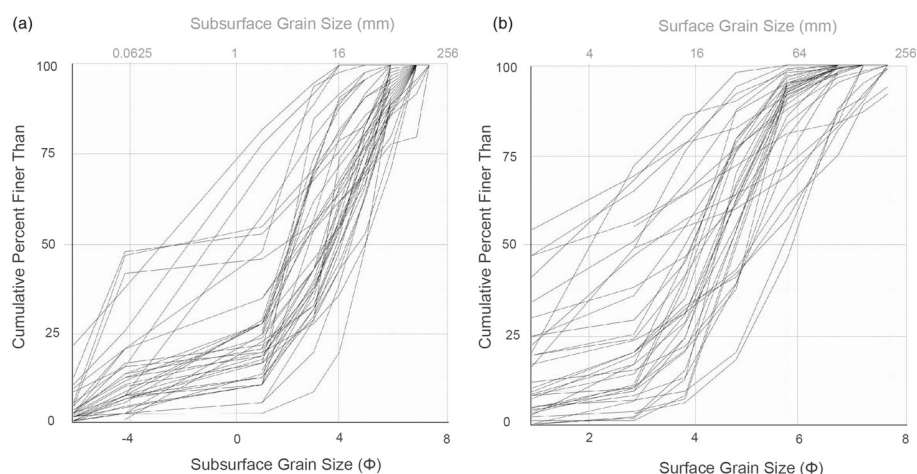 (a)
Subsurface Grain Size (mm)
0.0625 1 16 256
100
75
50
25
0
Cumulative Percent Finer Than
-4 0 4 8
Subsurface Grain Size (Φ)
(b)
Surface Grain Size (mm)
4 16 64 256
100
75
50
25
0
Cumulative Percent Finer Than
2 4 6 8
Surface Grain Size (Φ)